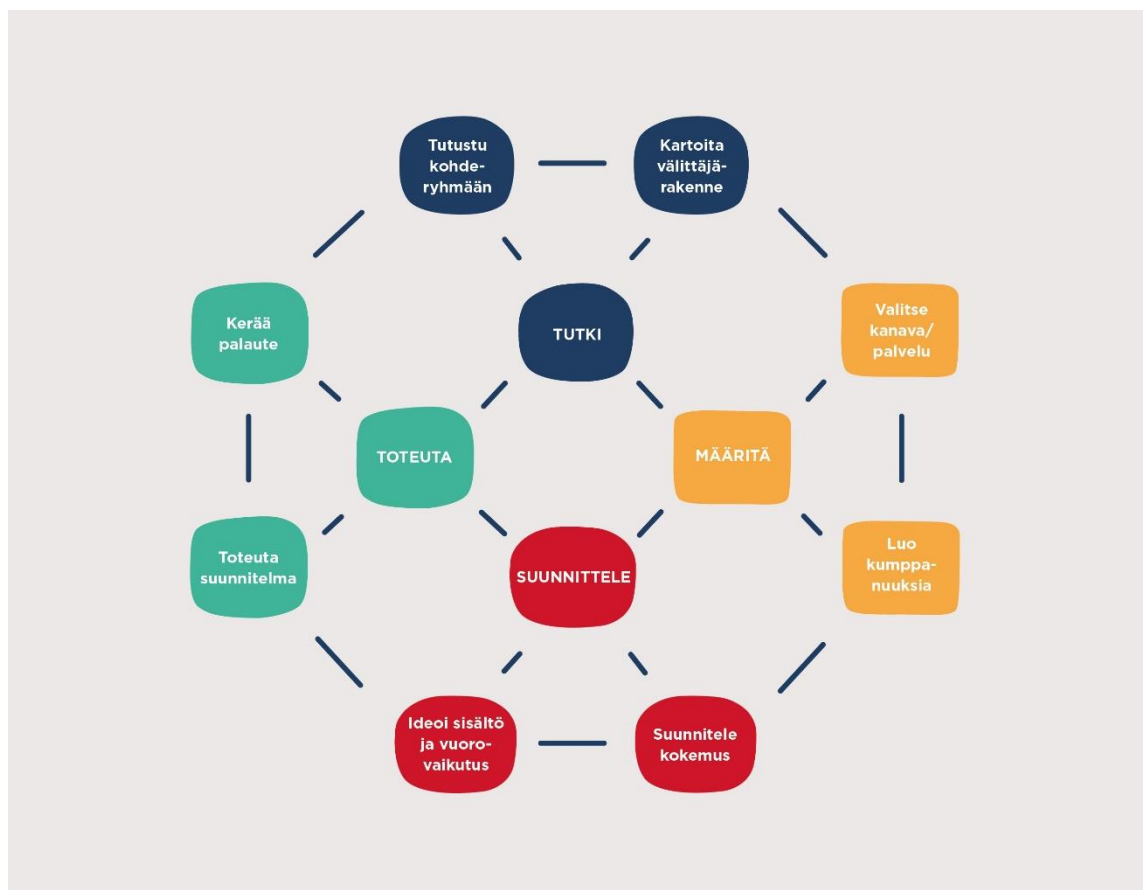 Tutustu
kohde-
ryhmään
Kartoita
välittäjä-
rakenne
Kerää
palaute
TUTKI
Valitse
kanava/
palvelu
TOTEUTA
MÄÄRITÄ
Toteuta
suunnitelma
SUUNNITTELE
Luo
kumppa-
nuuksia
Ideoi sisältö
ja vuoro-
vaikutus
Suunnitele
kokemus